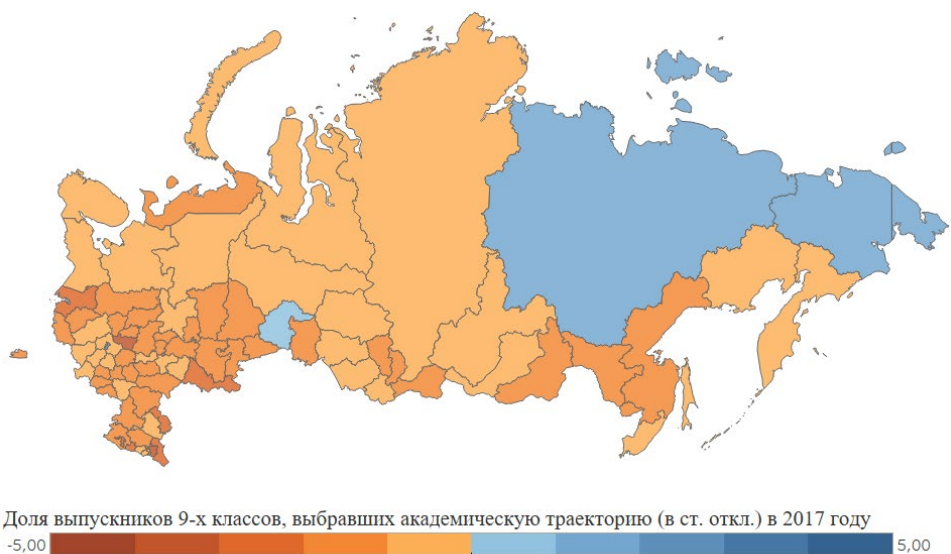 Доля выпускников 9-х классов, выбравших академическую траекторию (в ст. откл.) в 2017 году
-5,00 5,00